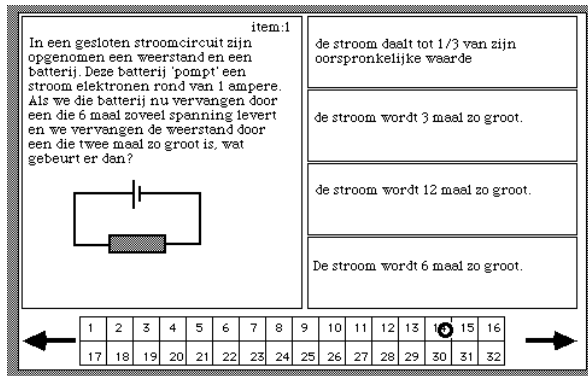 item:1
In een gesloten stroomcircuit zijn
opgenomen een weerstand en een
batterij. Deze batterij 'pompt' een
stroom elektronen rond van 1 ampere.
Als we die batterij nu vervangen door
een die 6 maal zoveel spanning levert
en we vervangen de weerstand door
een die twee maal zo groot is, wat
gebeurt er dan?
de stroom daalt tot 1/3 van zijn
oorspronkelijke waarde
de stroom wordt 3 maal zo groot.
de stroom wordt 12 maal zo groot.
De stroom wordt 6 maal zo groot.
1 2 3 4 5 6 7 8 9 10 11 12 13 14 15 16
17 18 19 20 21 22 23 24 25 26 27 28 29 30 31 32